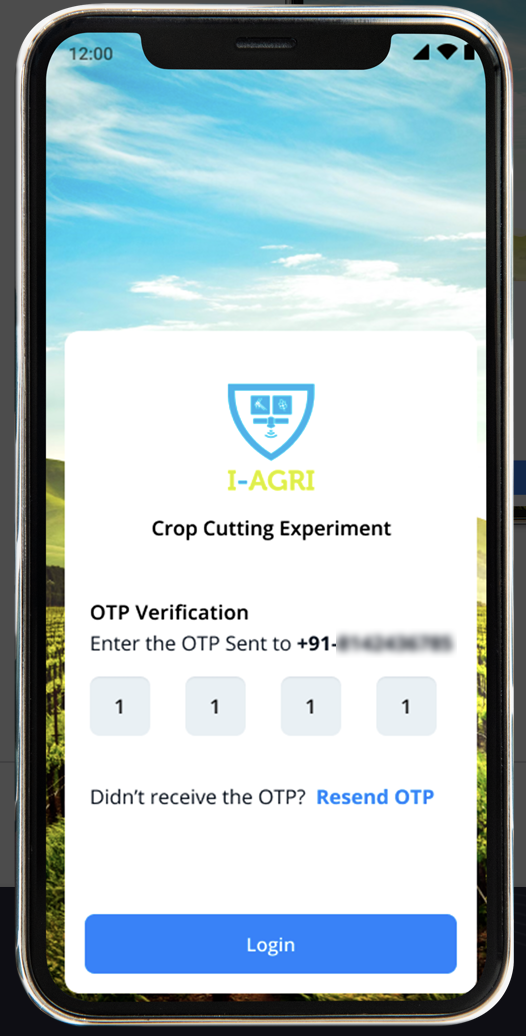 12:00
I-AGRI
Crop Cutting Experiment
OTP Verification
Enter the OTP Sent to +91-
1 1 1 1
Didn’t receive the OTP? Resend OTP
Login